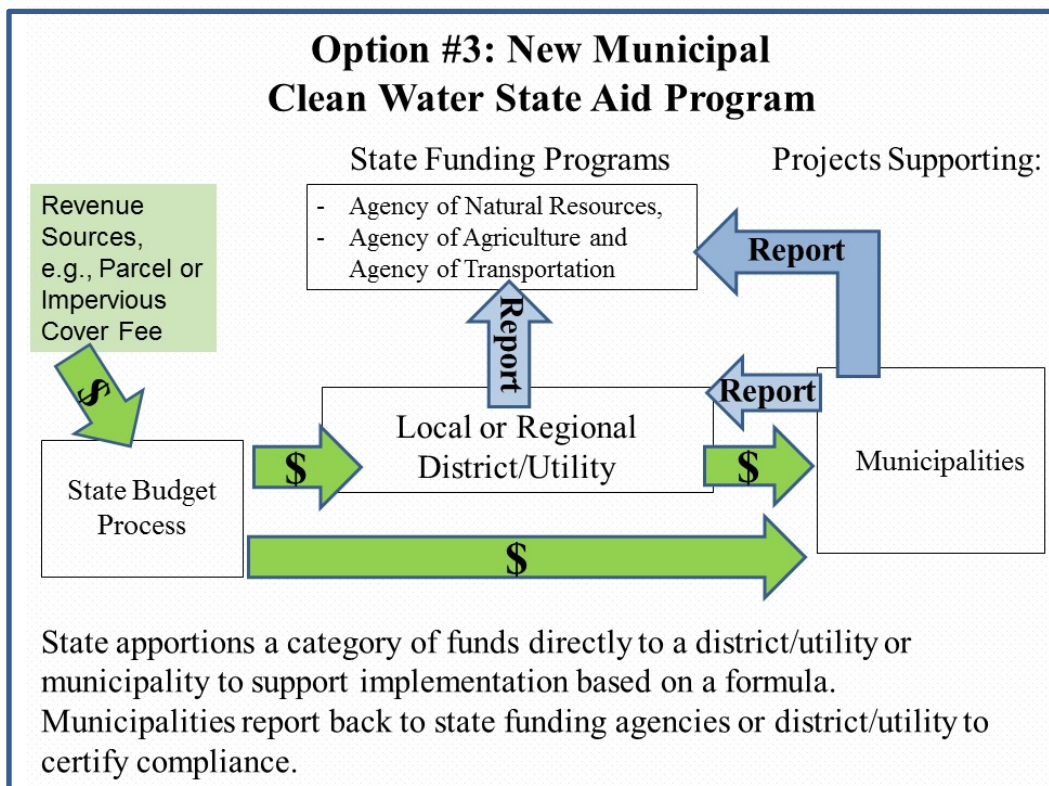 Option #3: New Municipal
Clean Water State Aid Program
State Funding Programs
Projects Supporting:
Revenue
Sources,
e.g., Parcel or
Impervious
Cover Fee
- Agency of Natural Resources,
- Agency of Agriculture and
Agency of Transportation
Report
Report
Report
$
Local or Regional
District/Utility
Municipalities
State Budget
Process
$
$
$
State apportions a category of funds directly to a district/utility or
municipality to support implementation based on a formula.
Municipalities report back to state funding agencies or district/utility to
certify compliance.